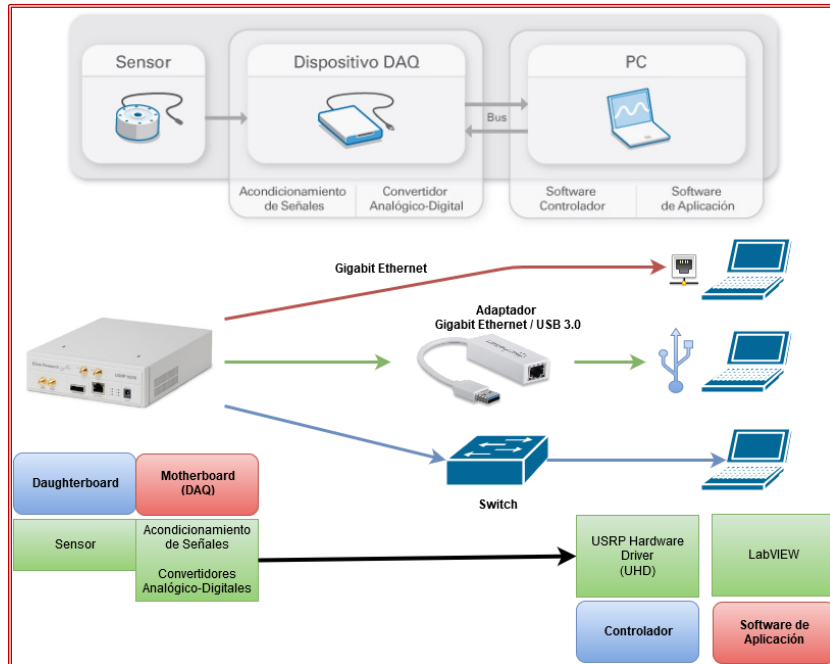 Sensor
Dispositivo DAQ
PC
Bus
Acondicionamiento
de Señales
Convertidor
Analógico-Digital
Software
Controlador
Software
de Aplicación
Gigabit Ethernet
Adaptador
Gigabit Ethernet / USB 3.0
Switch
Daughterboard
Motherboard
(DAQ)
Sensor
Acondicionamiento
de Señales
Convertidores
Analógico-Digitales
USRP Hardware
Driver
(UHD)
LabVIEW
Controlador
Software de
Aplicación